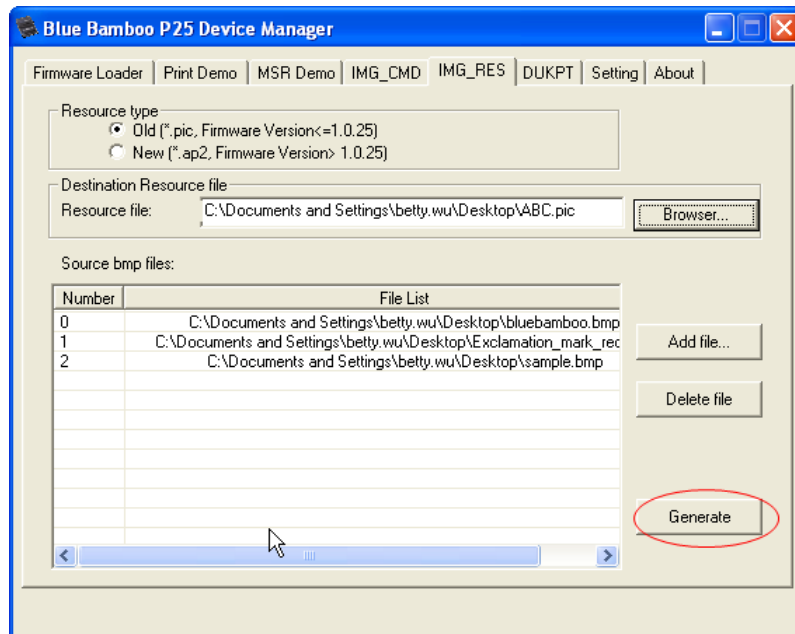 Blue Bamboo P25 Device Manager
Firmware Loader Print Demo MSR Demo IMG_CMD IMG_RES DUKPT Setting About
Resource type
Old (*.pic, Firmware Version<=1.0.25)
New (*.ap2, Firmware Version> 1.0.25)
Destination Resource file
Resource file: C:\Documents and Settings\betty.wu\Desktop\ABC.pic Browser...
Source bmp files:
Number File List
0 C:\Documents and Settings\betty.wu\Desktop\bluebamboo.bmp
1 C:\Documents and Settings\betty.wu\Desktop\Exclamation_mark_rec
2 C:\Documents and Settings\betty.wu\Desktop\sample.bmp
Add file...
Delete file
Generate